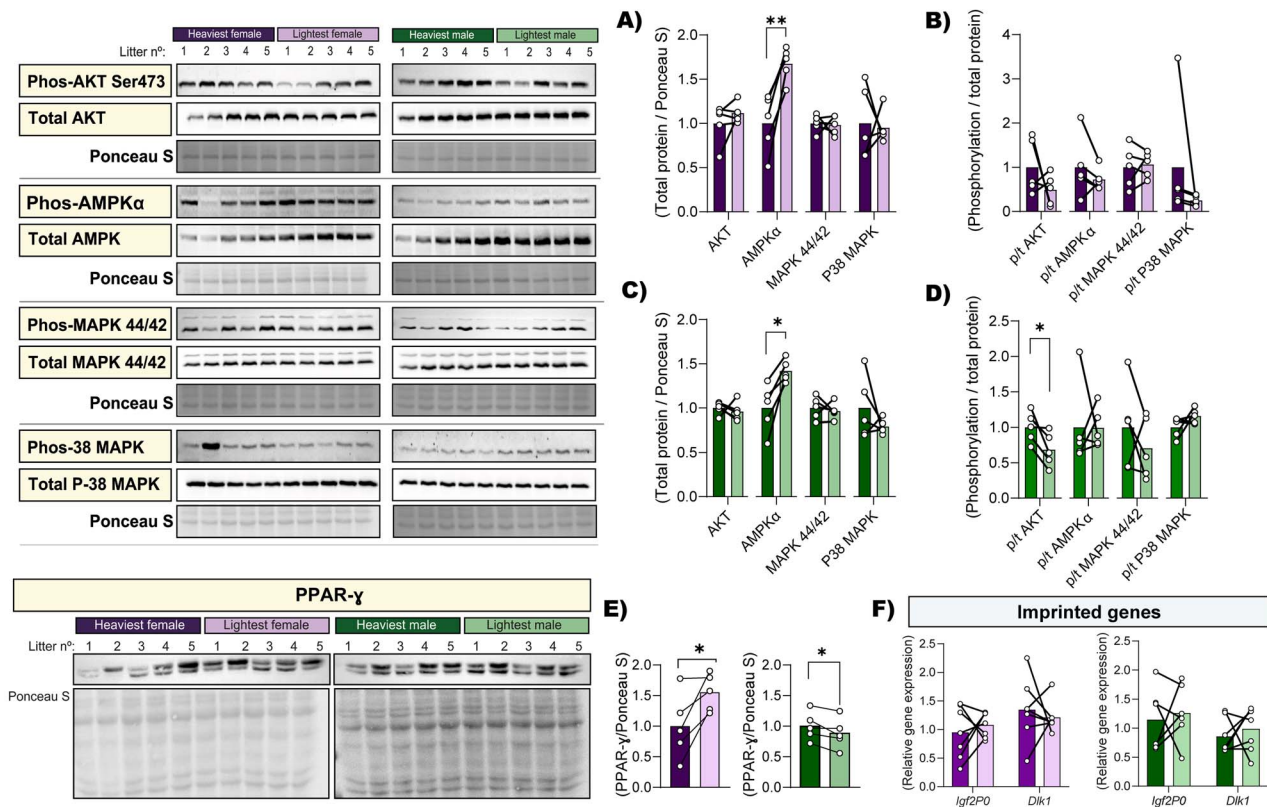 Heaviest female Lightest female Heaviest male Lightest male
Litter nº: 1 2 3 4 5 1 2 3 4 5 1 2 3 4 5 1 2 3 4 5
Phos-AKT Ser473
Total AKT
Ponceau S
Phos-AMPKα
Total AMPK
Ponceau S
Phos-MAPK 44/42
Total MAPK 44/42
Ponceau S
Phos-38 MAPK
Total P-38 MAPK
Ponceau S
A)
(Total protein / Ponceau S)
2.0
1.5
1.0
0.5
0.0
**
AKT
AMPKα
MAPK 44/42
P38 MAPK
B)
(Phosphorylation / total protein)
4
3
2
1
0
p/t AKT
p/t AMPKα
p/t MAPK 44/42
p/t P38 MAPK
C)
(Total protein / Ponceau S)
2.0
1.5
1.0
0.5
0.0
*
AKT
AMPKα
MAPK 44/42
P38 MAPK
D)
(Phosphorylation / total protein)
2.5
2.0
1.5
1.0
0.5
0.0
*
p/t AKT
p/t AMPKα
p/t MAPK 44/42
p/t P38 MAPK
PPAR-ɣ
Heaviest female Lightest female Heaviest male Lightest male
Litter nº: 1 2 3 4 5 1 2 3 4 5 1 2 3 4 5 1 2 3 4 5
Ponceau S
E)
(PPAR-ɣ/Ponceau S)
2.0
1.5
1.0
0.5
0.0
*
(PPAR-ɣ/Ponceau S)
2.0
1.5
1.0
0.5
0.0
*
F)
Imprinted genes
(Relative gene expression)
2.5
2.0
1.5
1.0
0.5
0.0
Igf2P0 Dlk1
(Relative gene expression)
2.5
2.0
1.5
1.0
0.5
0.0
Igf2P0 Dlk1